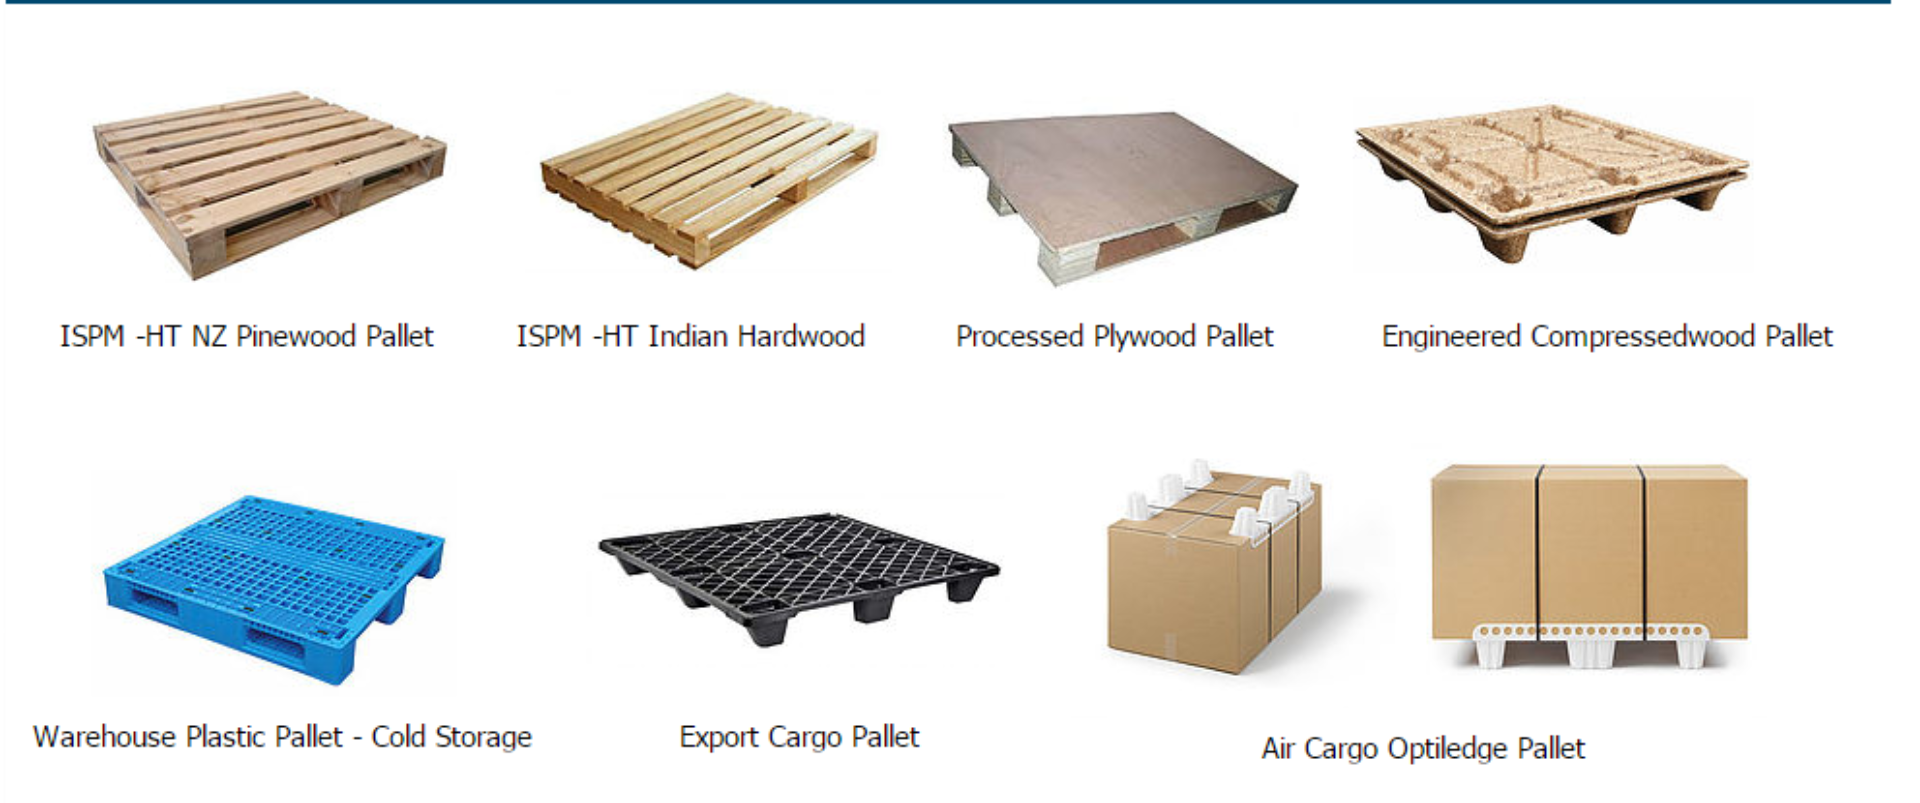 ISPM -HT NZ Pinewood Pallet
ISPM -HT Indian Hardwood
Processed Plywood Pallet
Engineered Compressedwood Pallet
Warehouse Plastic Pallet - Cold Storage
Export Cargo Pallet
Air Cargo Optiledge Pallet